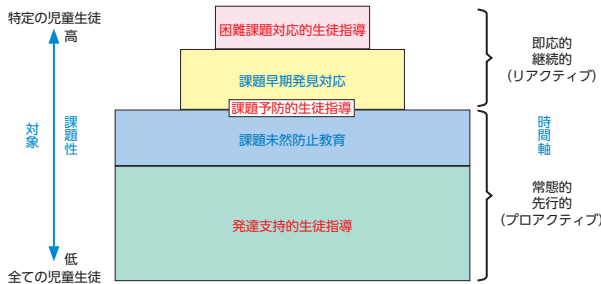 特定の児童生徒
高
対象
課題性
低
全ての児童生徒
困難課題対応的生徒指導
課題早期発見対応
課題予防的生徒指導
課題未然防止教育
発達支持的生徒指導
即応的
継続的
(リアクティブ)
時間軸
常態的
先行的
(プロアクティブ)